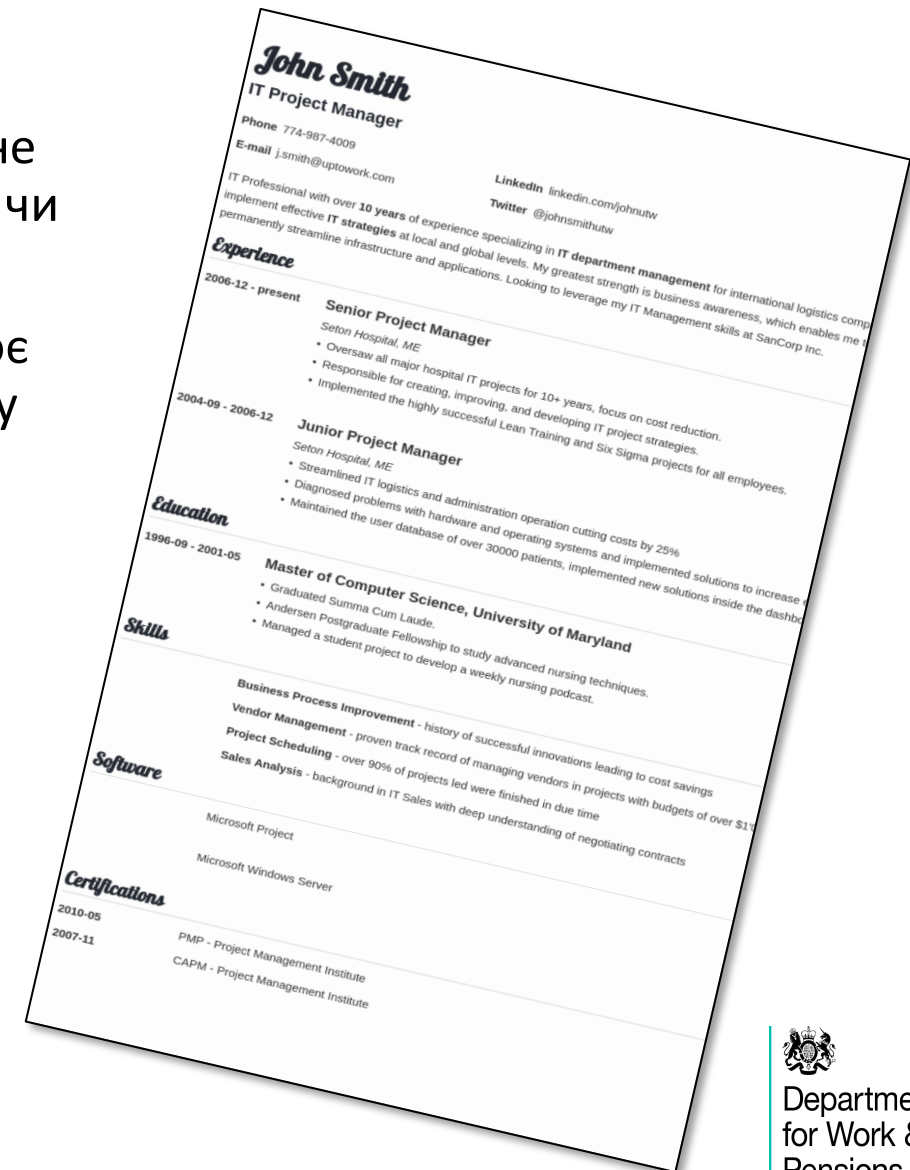 не
чи
ює
у
John Smith
IT Project Manager
Phone 774-987-4009
E-mail j.smith@uptowork.com
LinkedIn linkedin.com/johnutw
Twitter @johnsmithutw
IT Professional with over 10 years of experience specializing in IT department management for international logistics comp
implement effective IT strategies at local and global levels. My greatest strength is business awareness, which enables me t
permanently streamline infrastructure and applications. Looking to leverage my IT Management skills at SanCorp Inc.
Experience
2006-12 - present
Senior Project Manager
Seton Hospital, ME
• Oversaw all major hospital IT projects for 10+ years, focus on cost reduction.
• Responsible for creating, improving, and developing IT project strategies.
• Implemented the highly successful Lean Training and Six Sigma projects for all employees.
2004-09 - 2006-12
Junior Project Manager
Seton Hospital, ME
• Streamlined IT logistics and administration operation cutting costs by 25%
• Diagnosed problems with hardware and operating systems and implemented solutions to increase e
• Maintained the user database of over 30000 patients, implemented new solutions inside the dashbo
Education
1996-09 - 2001-05
Master of Computer Science, University of Maryland
• Graduated Summa Cum Laude.
• Andersen Postgraduate Fellowship to study advanced nursing techniques.
• Managed a student project to develop a weekly nursing podcast.
Skills
Business Process Improvement - history of successful innovations leading to cost savings
Vendor Management - proven track record of managing vendors in projects with budgets of over $1
Project Scheduling - over 90% of projects led were finished in due time
Sales Analysis - background in IT Sales with deep understanding of negotiating contracts
Software
Microsoft Project
Microsoft Windows Server
Certifications
2010-05
PMP - Project Management Institute
2007-11
CAPM - Project Management Institute
Departme
for Work &
Pensions